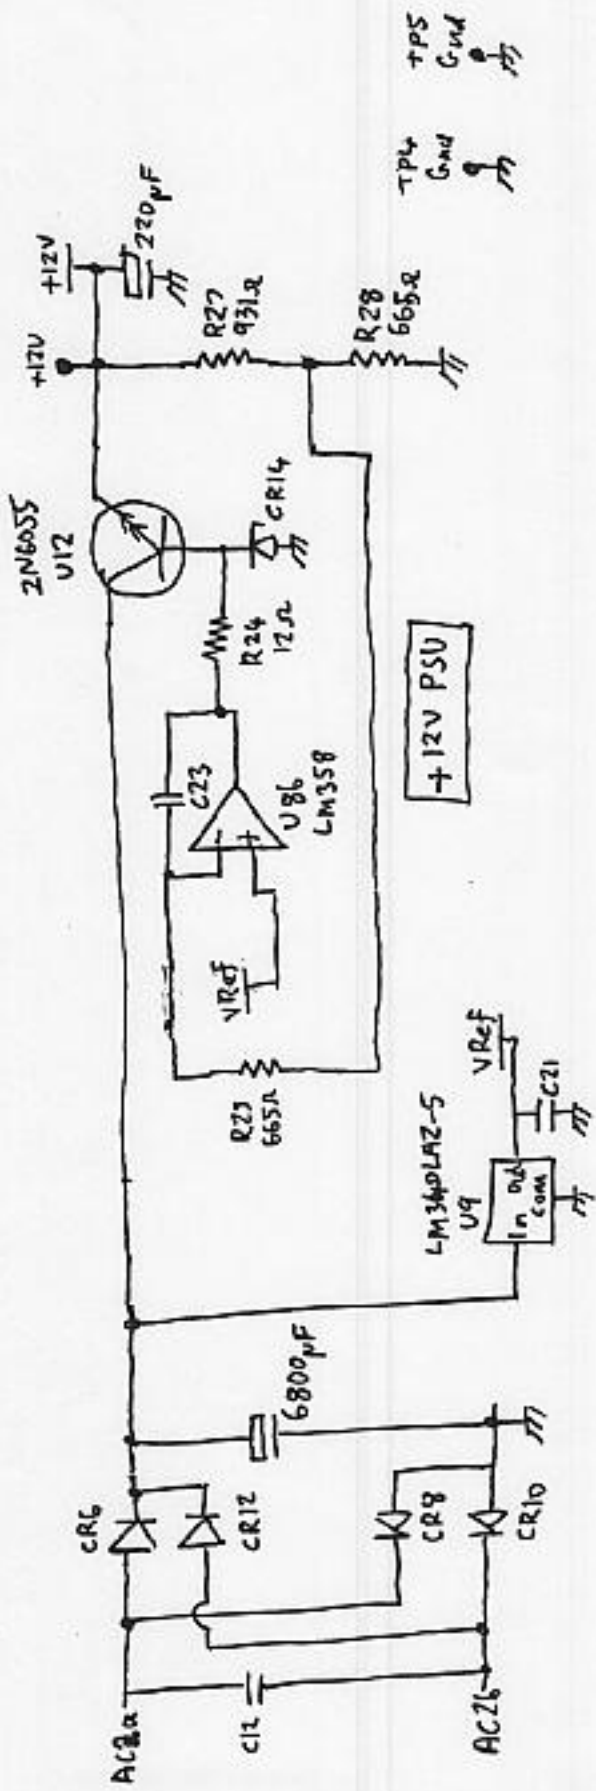 AC2a
C12
AC2b
CR6
CR12
CR8
CR10
6800µF
LM340LAZ-5
U9
In
Out
com
VRef
C21
R25
665Ω
VRef
C23
-
+
U8b
LM358
R24
12Ω
CR14
2N6055
U12
+12V
+12V
220µF
R27
931Ω
R28
665Ω
+12V PSU
TP4
Gnd
TP5
Gnd